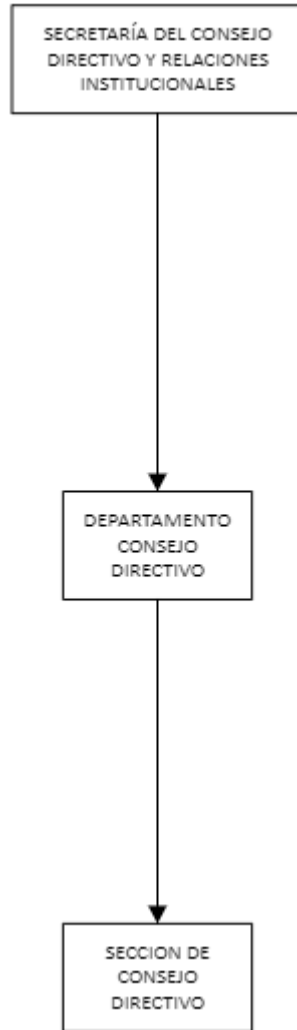 SECRETARÍA DEL CONSEJO
DIRECTIVO Y RELACIONES
INSTITUCIONALES
DEPARTAMENTO
CONSEJO
DIRECTIVO
SECCION DE
CONSEJO
DIRECTIVO